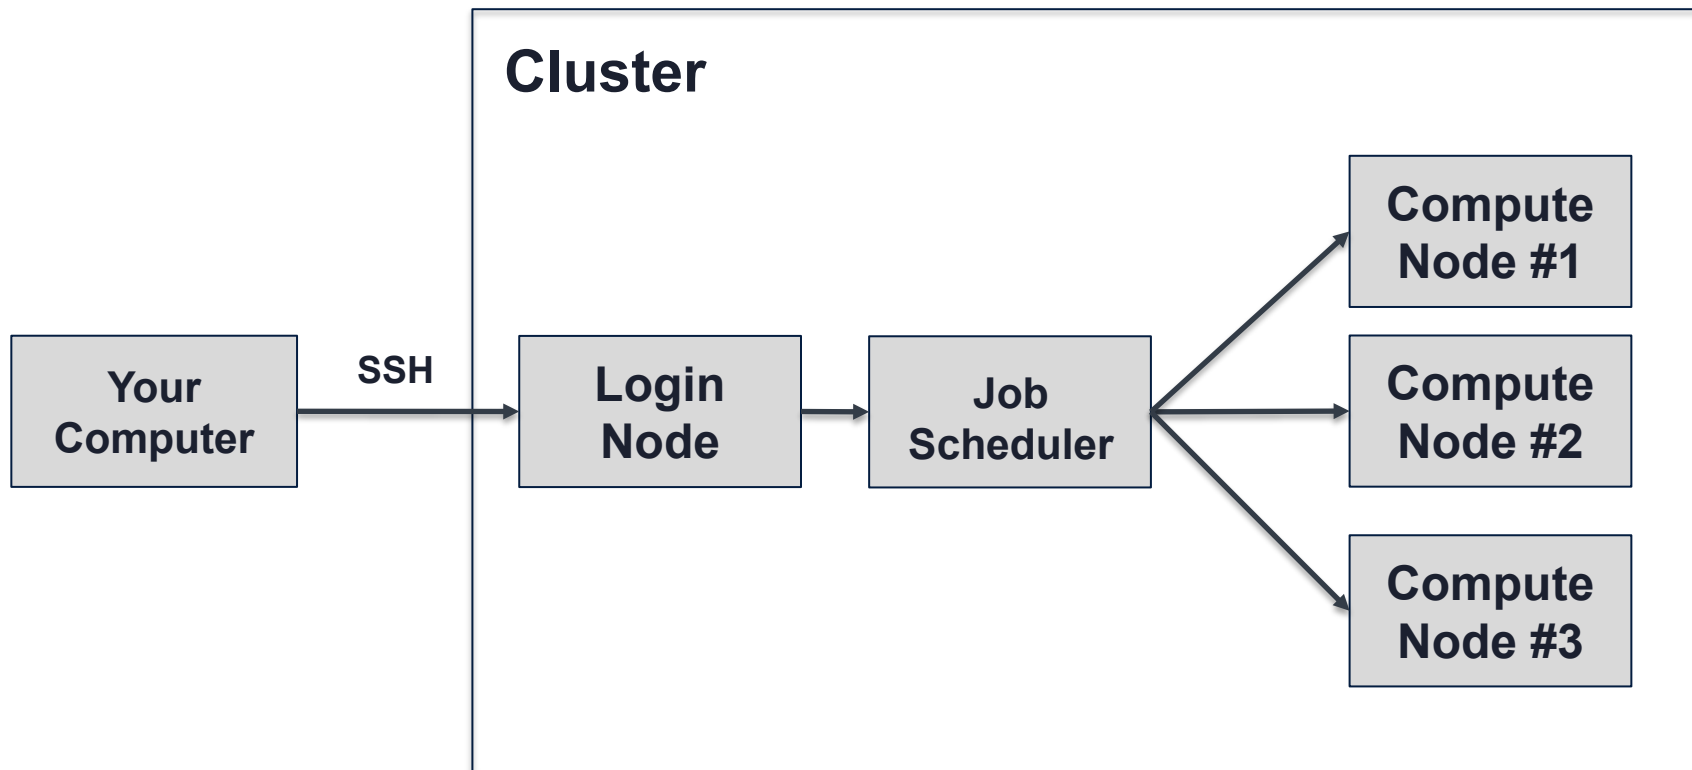 Cluster
Your
Computer
SSH
Login
Node
Job
Scheduler
Compute
Node #1
Compute
Node #2
Compute
Node #3